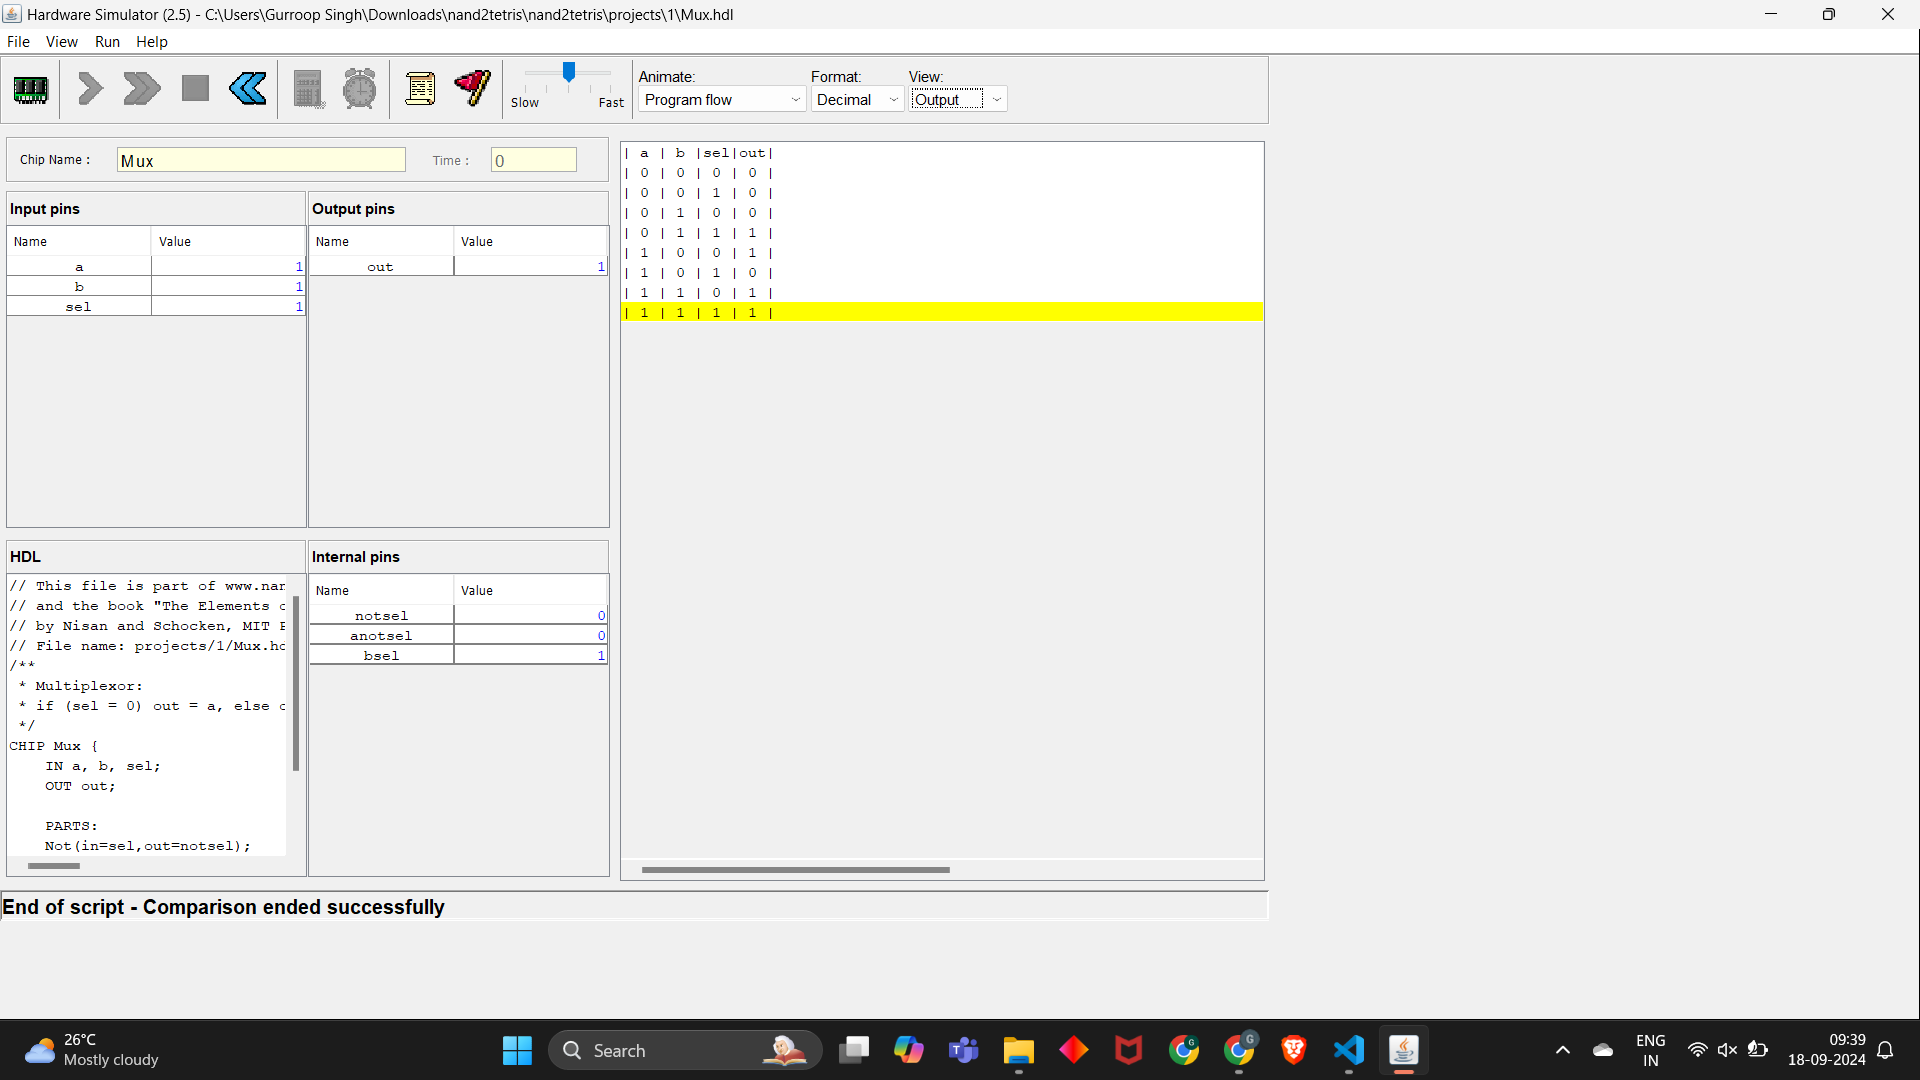 Hardware Simulator (2.5) - C:\Users\Gurroop Singh\Downloads\nand2tetris\nand2tetris\projects\1\Mux.hdl
File View Run Help
Slow Fast
Animate: Format: View:
Program flow Decimal Output
Chip Name : Mux Time : 0
Input pins
Name Value
a 1
b 1
sel 1
Output pins
Name Value
out 1
| a | b |sel|out|
| 0 | 0 | 0 | 0 |
| 0 | 0 | 1 | 0 |
| 0 | 1 | 0 | 0 |
| 0 | 1 | 1 | 1 |
| 1 | 0 | 0 | 1 |
| 1 | 0 | 1 | 0 |
| 1 | 1 | 0 | 1 |
| 1 | 1 | 1 | 1 |
HDL
// This file is part of www.nan
// and the book "The Elements o
// by Nisan and Schocken, MIT P
// File name: projects/1/Mux.hd
/**
* Multiplexor:
* if (sel = 0) out = a, else o
*/
CHIP Mux {
IN a, b, sel;
OUT out;
PARTS:
Not(in=sel,out=notsel);
Internal pins
Name Value
notsel 0
anotsel 0
bsel 1
End of script - Comparison ended successfully
26°C
Mostly cloudy
Search
ENG
IN
09:39
18-09-2024